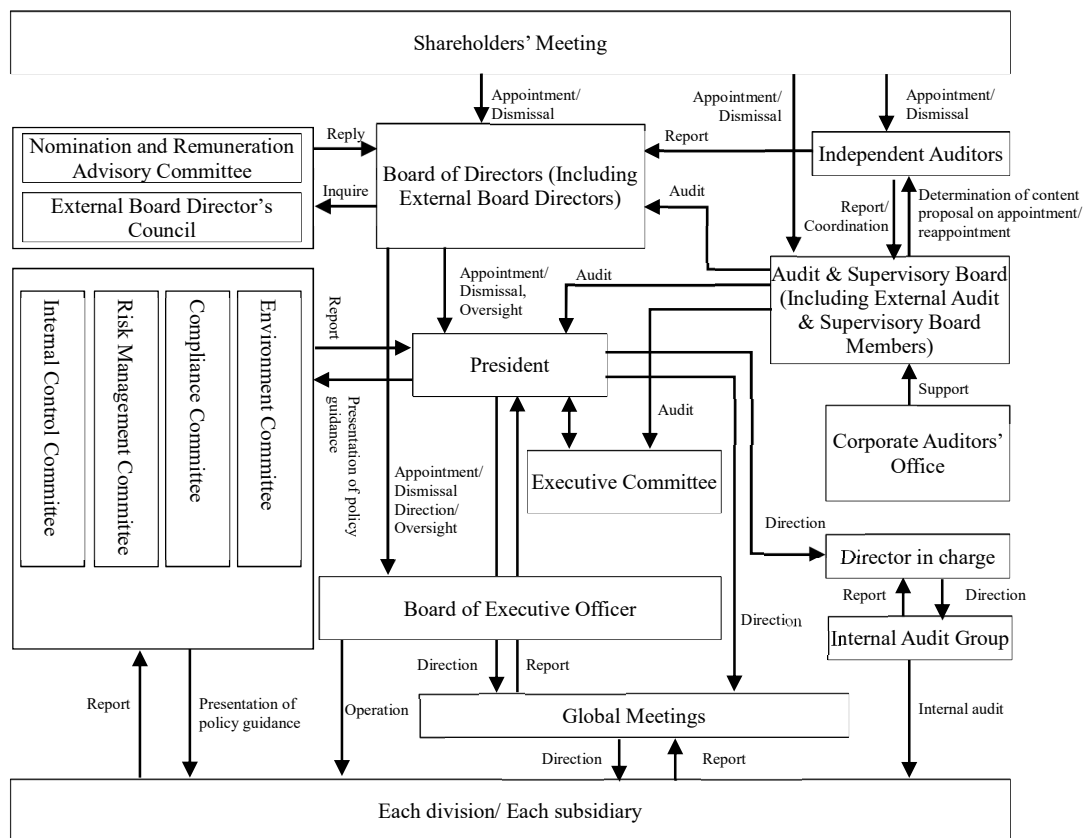 Shareholders' Meeting
Appointment/
Dismissal
Appointment/
Dismissal
Appointment/
Dismissal
Nomination and Remuneration
Advisory Committee
External Board Director's
Council
Reply
Inquire
Board of Directors (Including
External Board Directors)
Report
Audit
Independent Auditors
Report/
Coordination
Determination of content
proposal on appointment/
reappointment
Audit & Supervisory Board
(Including External Audit
& Supervisory Board
Members)
Internal Control Committee
Risk Management Committee
Compliance Committee
Environment Committee
Report
Presentation of policy
guidance
Appointment/
Dismissal,
Oversight
Audit
President
Audit
Executive Committee
Support
Corporate Auditors'
Office
Appointment/
Dismissal
Direction/
Oversight
Direction
Director in charge
Report
Direction
Internal Audit Group
Board of Executive Officer
Direction
Direction
Report
Report
Presentation of
policy guidance
Operation
Global Meetings
Internal audit
Direction
Report
Each division/ Each subsidiary